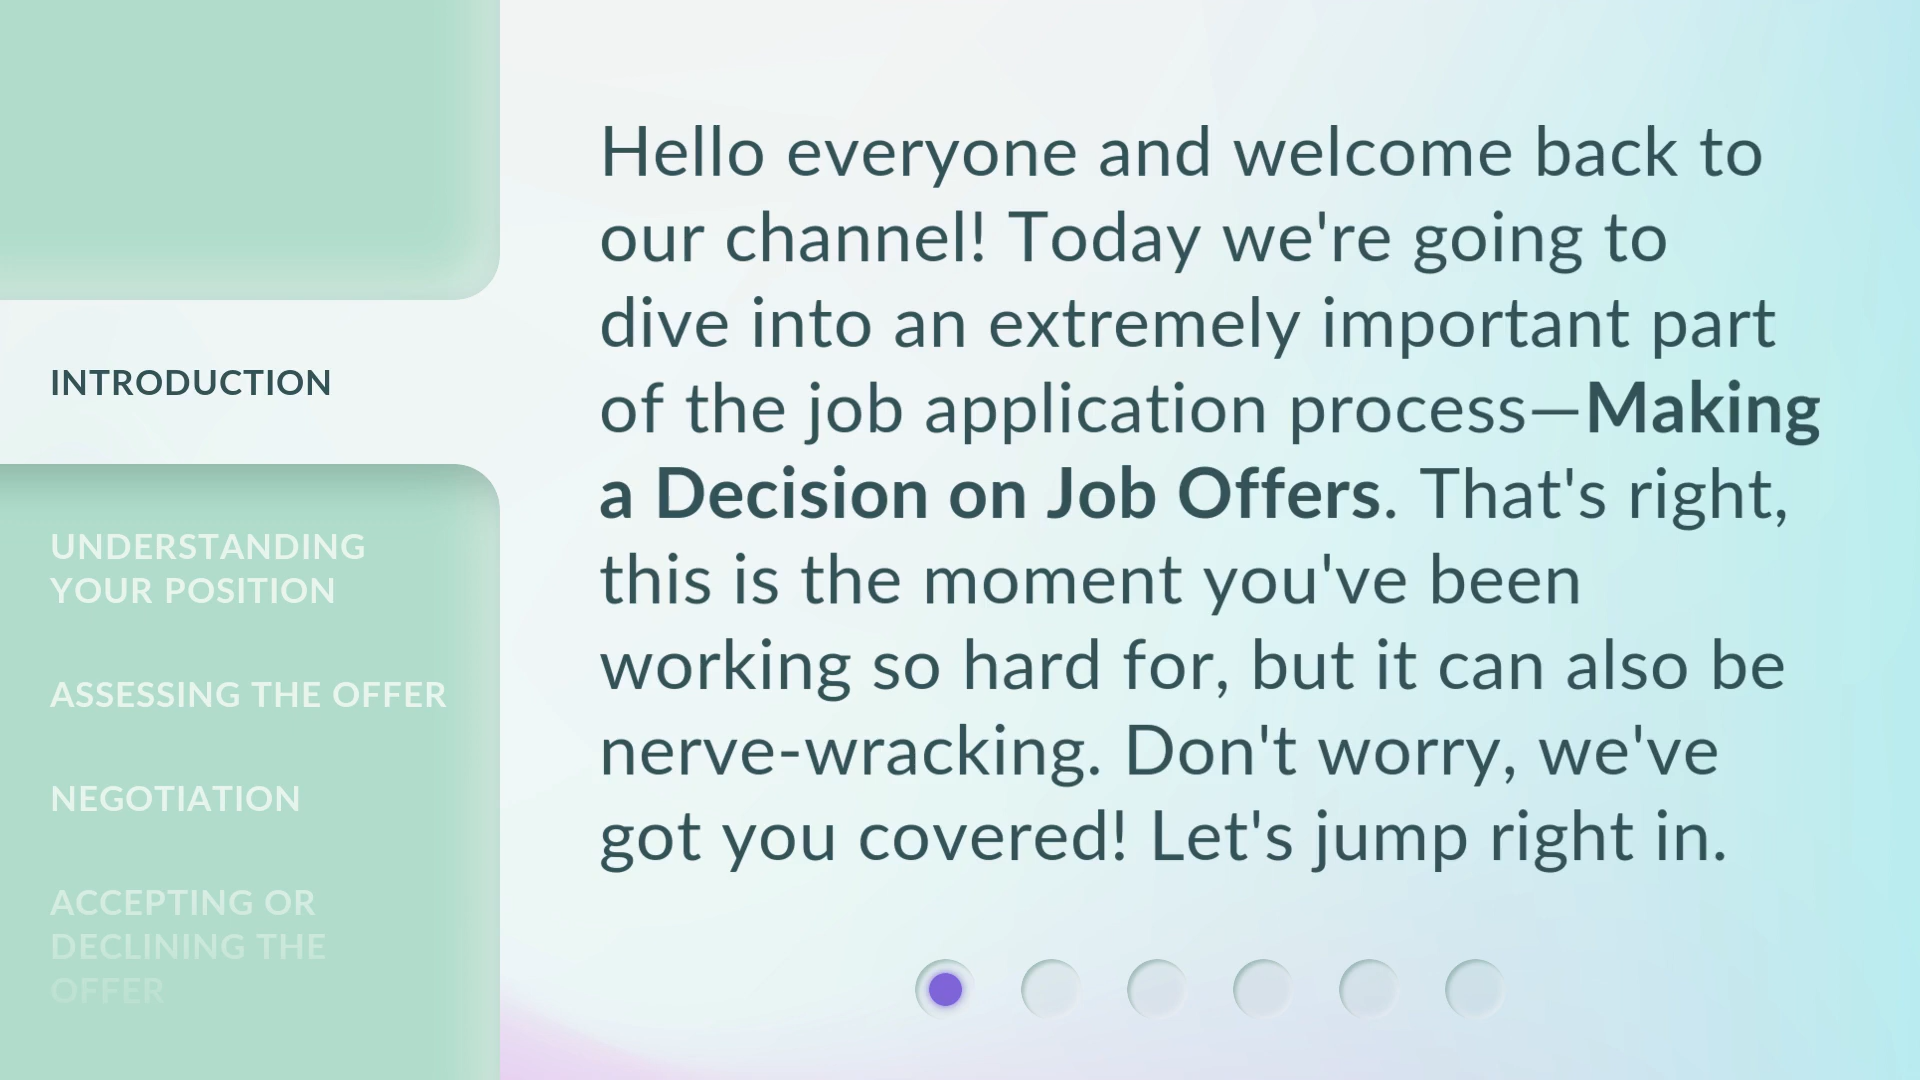 INTRODUCTION
UNDERSTANDING
YOUR POSITION
ASSESSING THE OFFER
NEGOTIATION
ACCEPTING OR
DECLINING THE
OFFER
Hello everyone and welcome back to
our channel! Today we're going to
dive into an extremely important part
of the job application process—Making
a Decision on Job Offers. That's right,
this is the moment you've been
working so hard for, but it can also be
nerve-wracking. Don't worry, we've
got you covered! Let's jump right in.